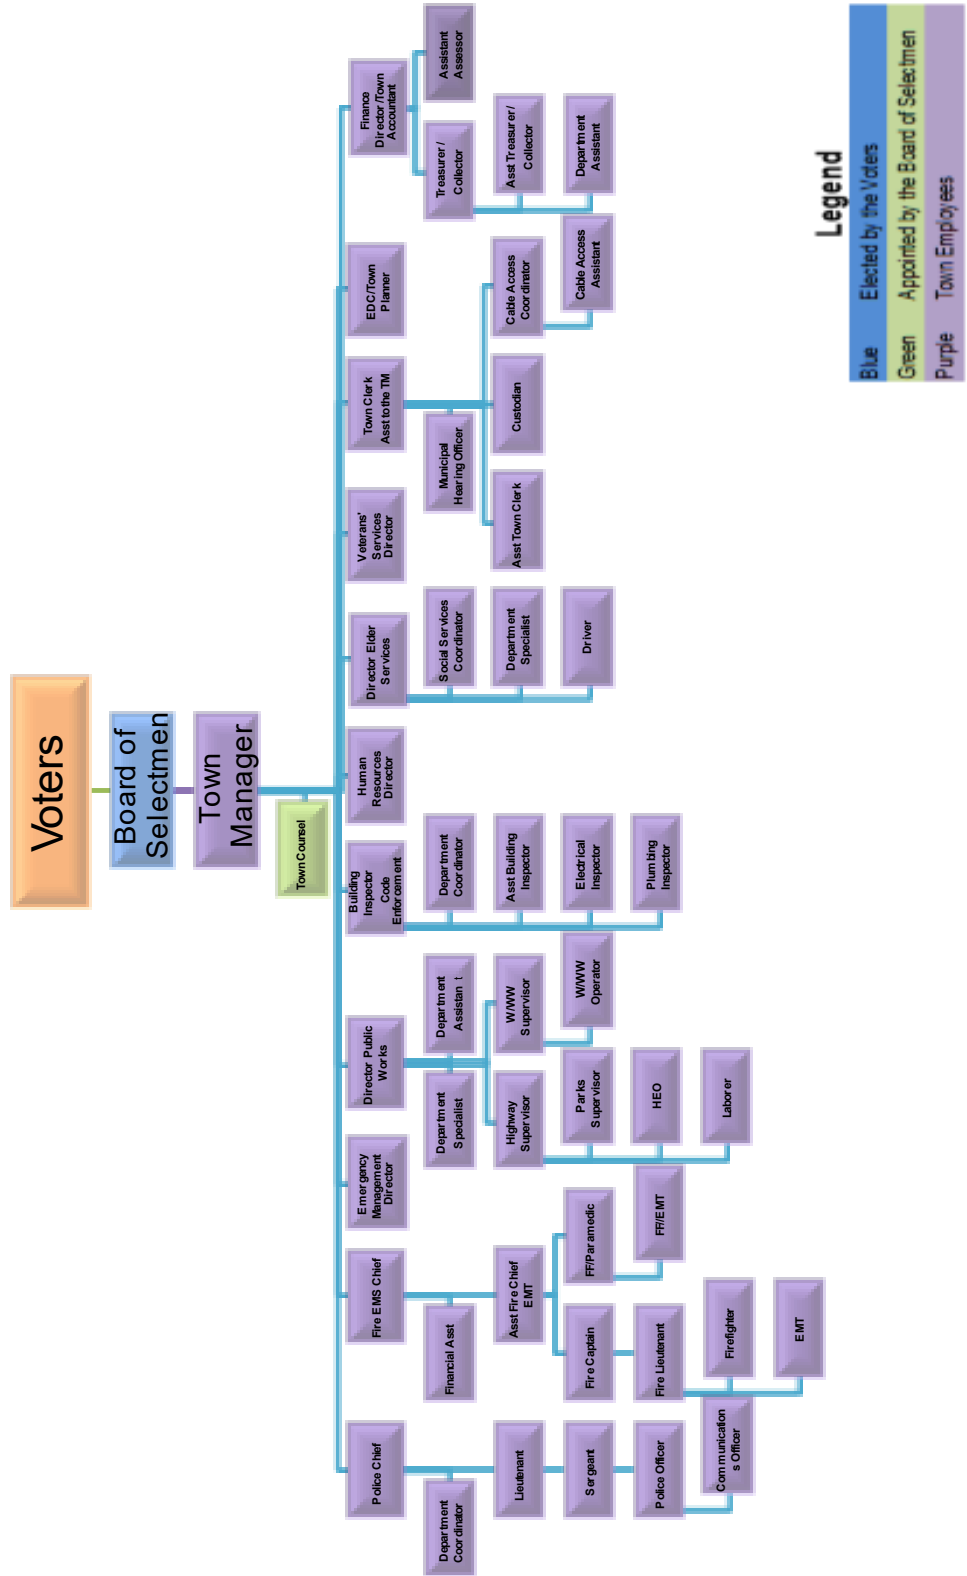 Voters
Board of
Selectmen
Town
Manager
Town Counsel
Police Chief
Department
Coordinator
Lieutenant
Sergeant
Police Officer
Communication
s Officer
Fire EMS Chief
Financial Asst
Asst Fire Chief
EMT
Fire Captain
Fire Lieutenant
Firefighter
EMT
FF/Paramedic
FF/EMT
Emergency
Management
Director
Director Public
Works
Department
Specialist
Department
Assistan t
Highway
Supervisor
Parks
Supervisor
HEO
Laborer
W/WW
Supervisor
W/WW
Operator
Building
Inspector
Code
Enforcement
Department
Coordinator
Asst Building
Inspector
Electrical
Inspector
Plumbing
Inspector
Human
Resources
Director
Director Elder
Services
Social Services
Coordinator
Department
Specialist
Driver
Veterans'
Services
Director
Town Clerk
Asst to the TM
Municipal
Hearing Officer
Asst Town Clerk
Custodian
Cable Access
Coordinator
Cable Access
Assistant
EDC/Town
Planner
Finance
Director /Town
Accountant
Treasurer /
Collector
Asst Treasurer /
Collector
Department
Assistant
Assistant
Assessor
Legend
Blue Elected by the Voters
Green Appointed by the Board of Selectmen
Purple Town Employees